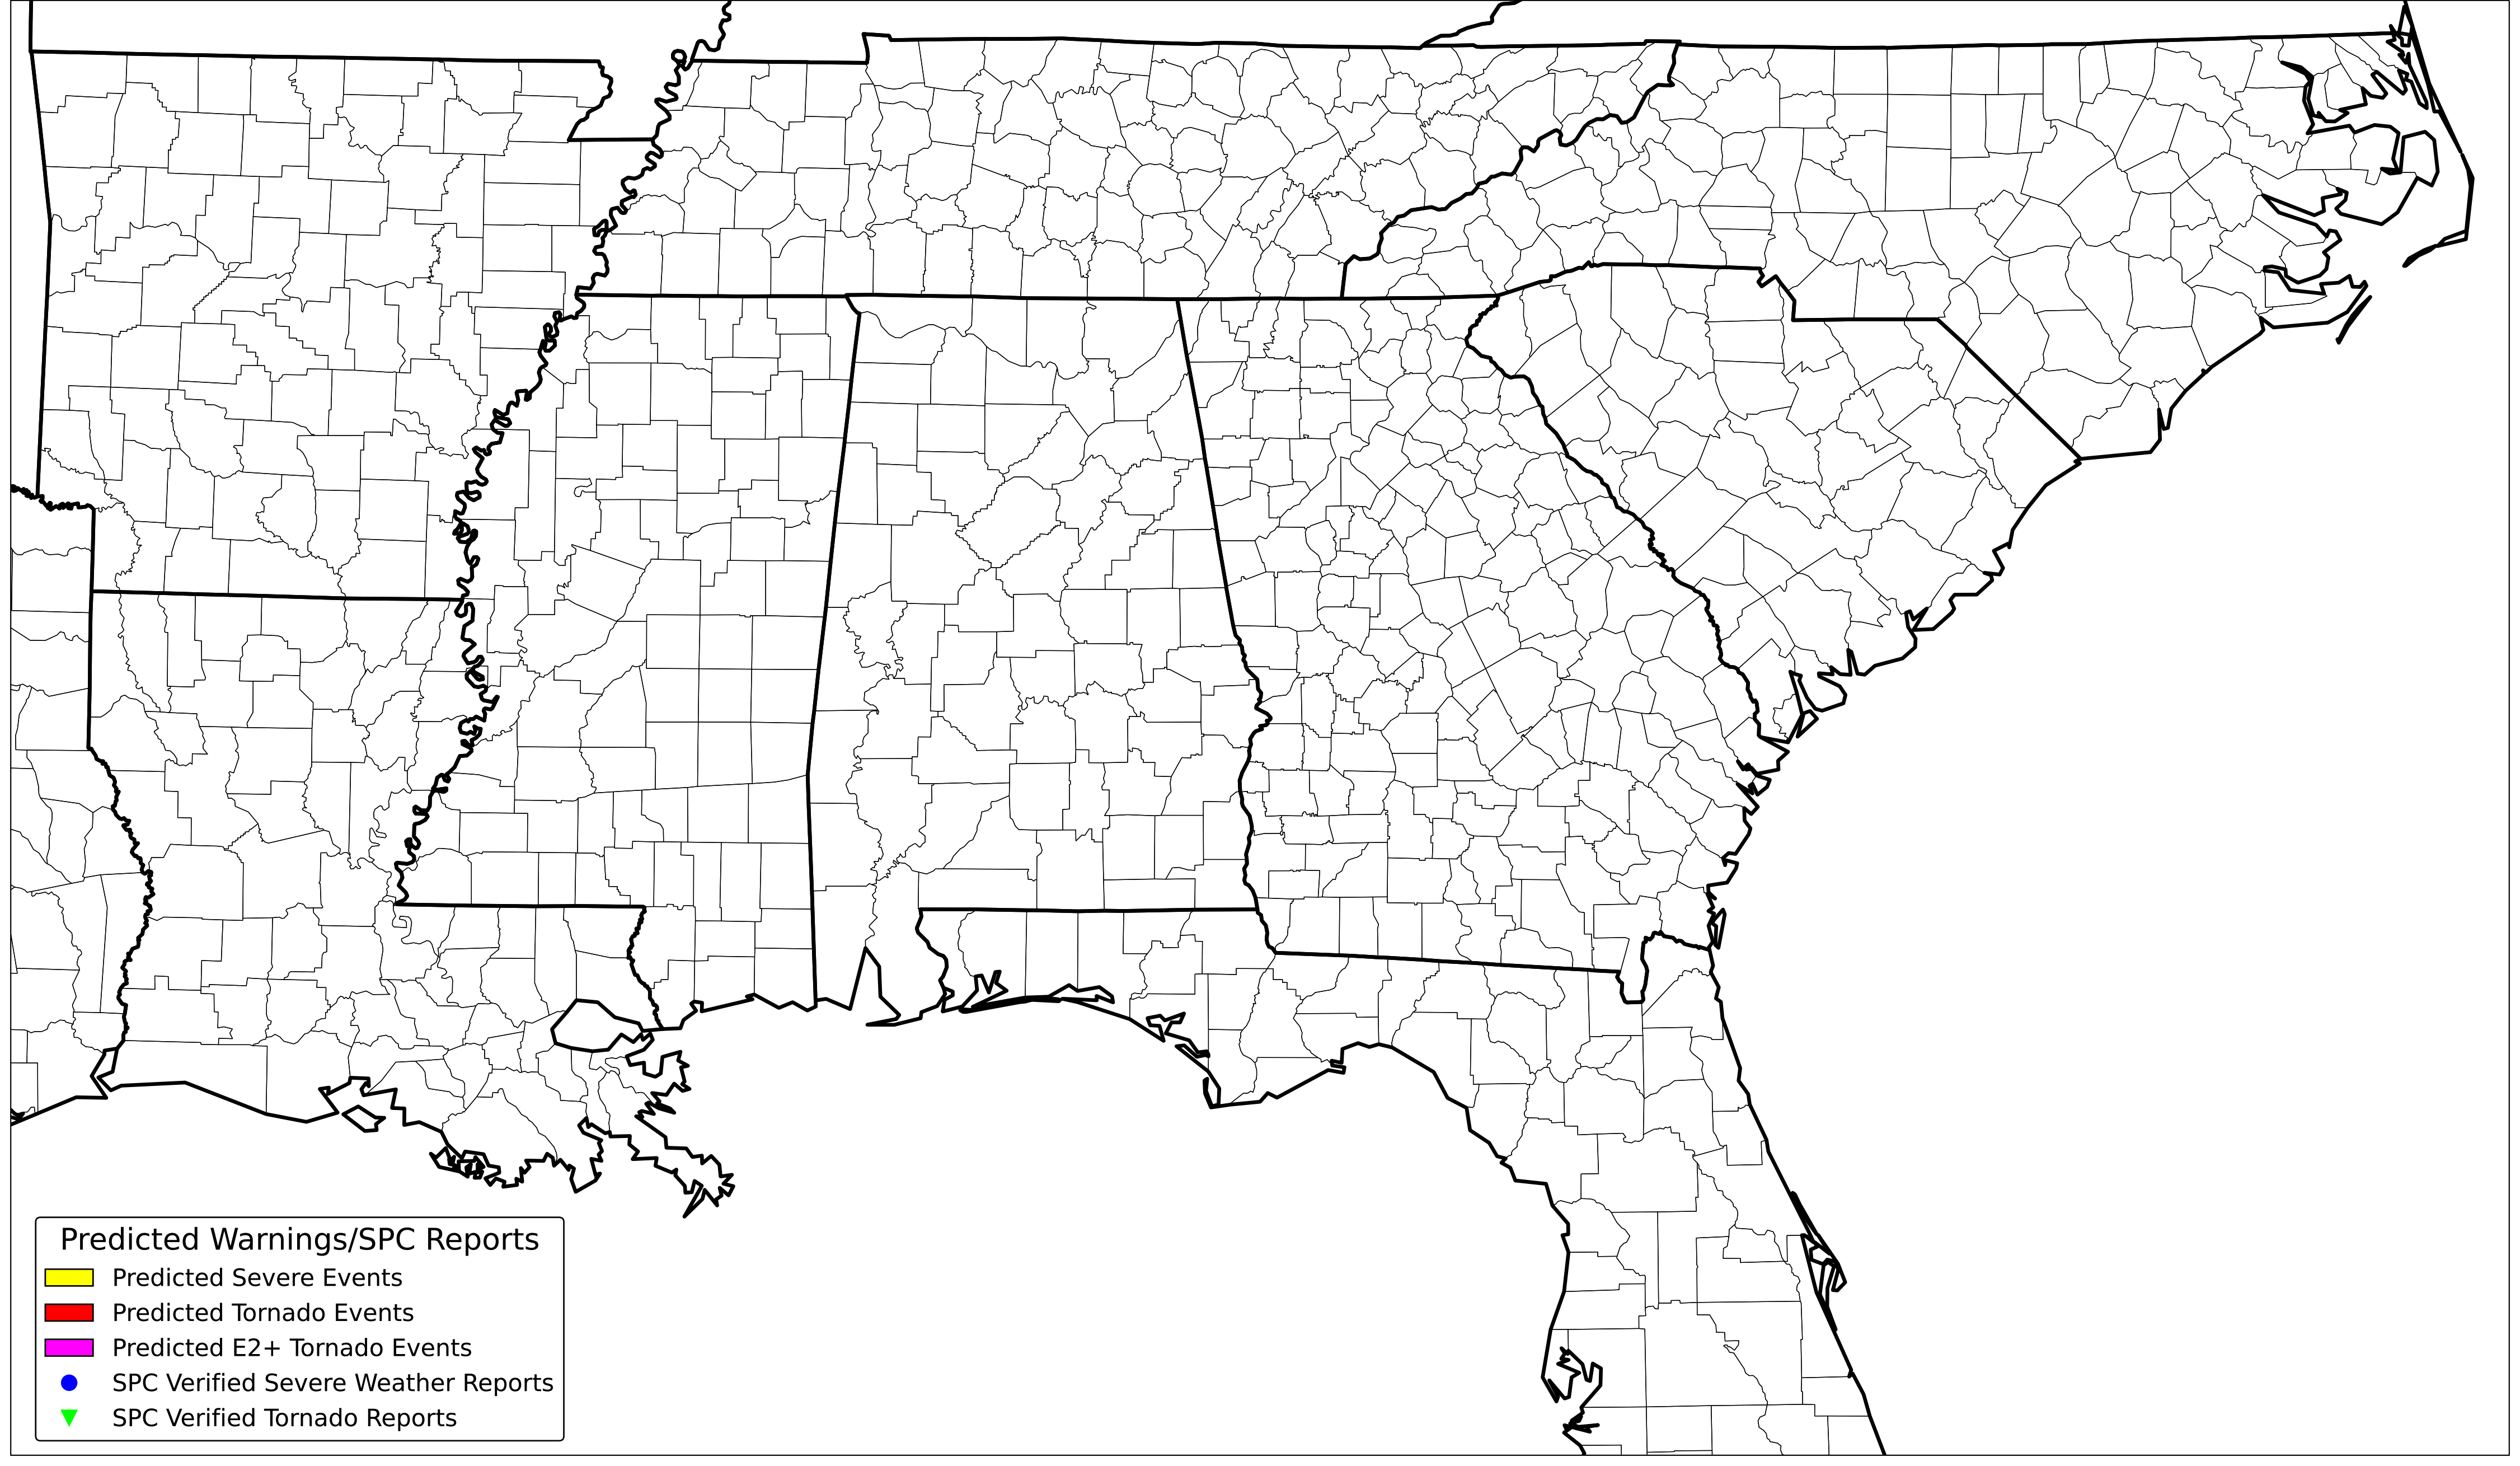 Predicted Warnings/SPC Reports
Predicted Severe Events
Predicted Tornado Events
Predicted E2+ Tornado Events
SPC Verified Severe Weather Reports
SPC Verified Tornado Reports